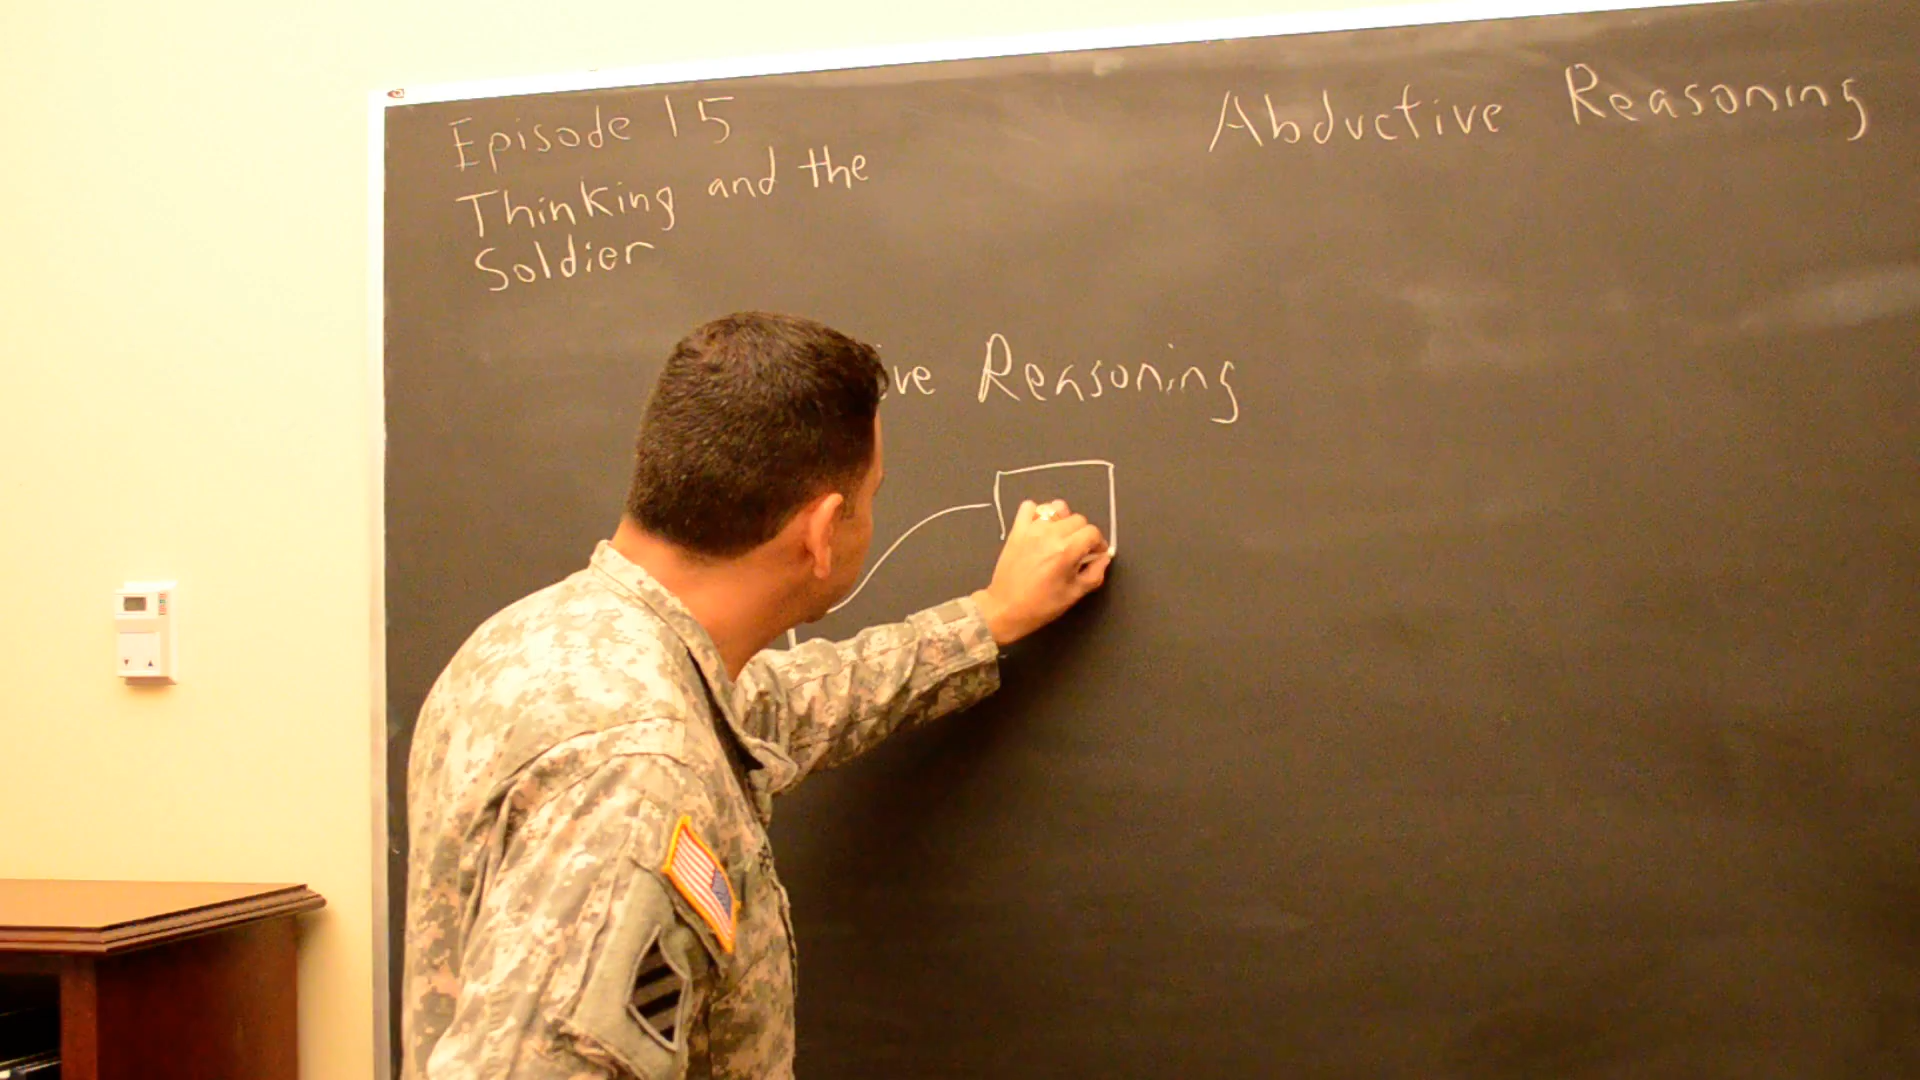 Episode 15
Thinking and the
Soldier
Abductive Reasoning
Reasoning